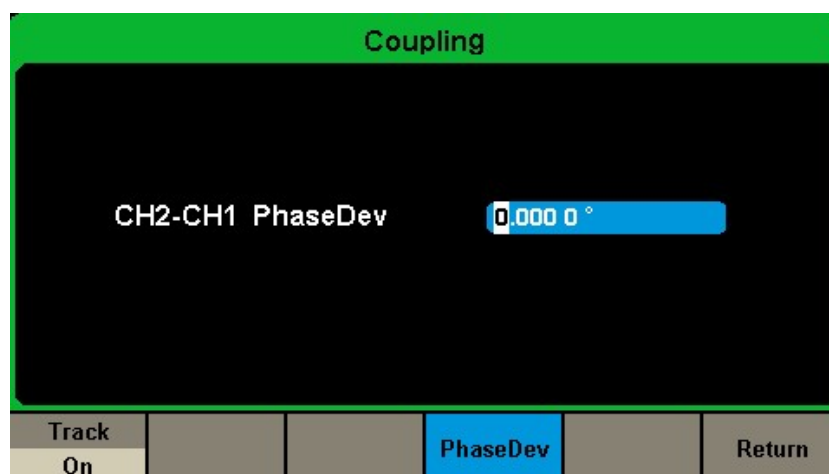 Coupling
CH2-CH1 PhaseDev 0.000 0 °
Track
On
PhaseDev
Return